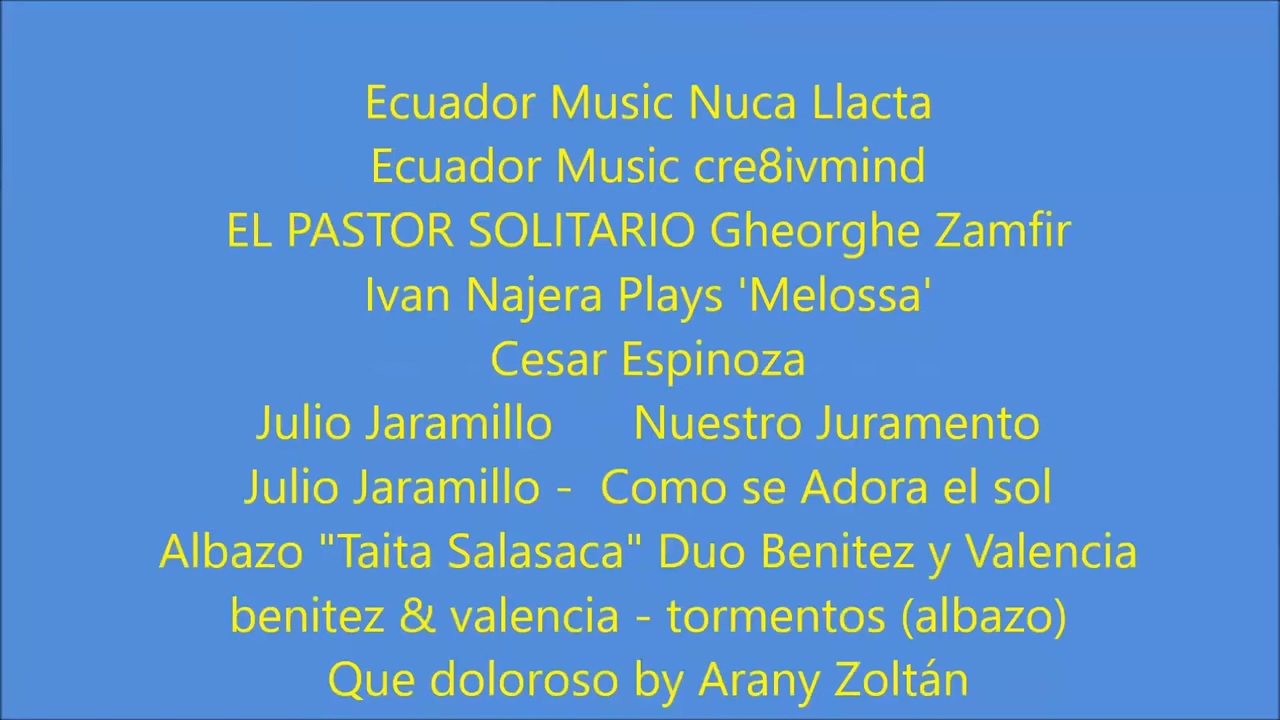 Ecuador Music Nuca Llacta
Ecuador Music cre8ivmind
EL PASTOR SOLITARIO Gheorghe Zamfir
Ivan Najera Plays 'Melossa'
Cesar Espinoza
Julio Jaramillo      Nuestro Juramento
Julio Jaramillo -  Como se Adora el sol
Albazo "Taita Salasaca" Duo Benitez y Valencia
benitez & valencia - tormentos (albazo)
Que doloroso by Arany Zoltán